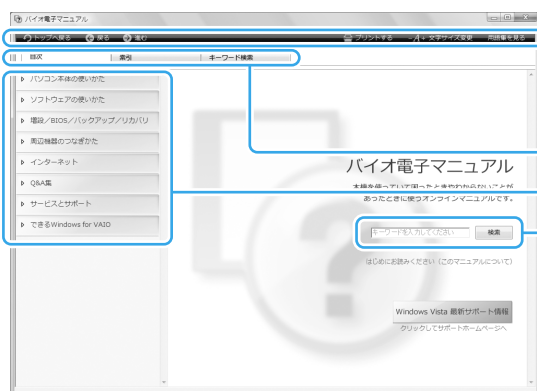 バイオ電子マニュアル
トップへ戻る 戻る 進む プリントする -A+ 文字サイズ変更 用語集を見る
目次 索引 キーワード検索
パソコン本体の使いかた
ソフトウェアの使いかた
増設/BIOS/バックアップ/リカバリ
周辺機器のつなぎかた
インターネット
Q&A集
サービスとサポート
できるWindows for VAIO
バイオ電子マニュアル
本機を使っていて困ったときやわからないことが
あったときに使うオンラインマニュアルです。
キーワードを入力してください 検索
はじめにお読みください(このマニュアルについて)
Windows Vista 最新サポート情報
クリックしてサポートホームページへ